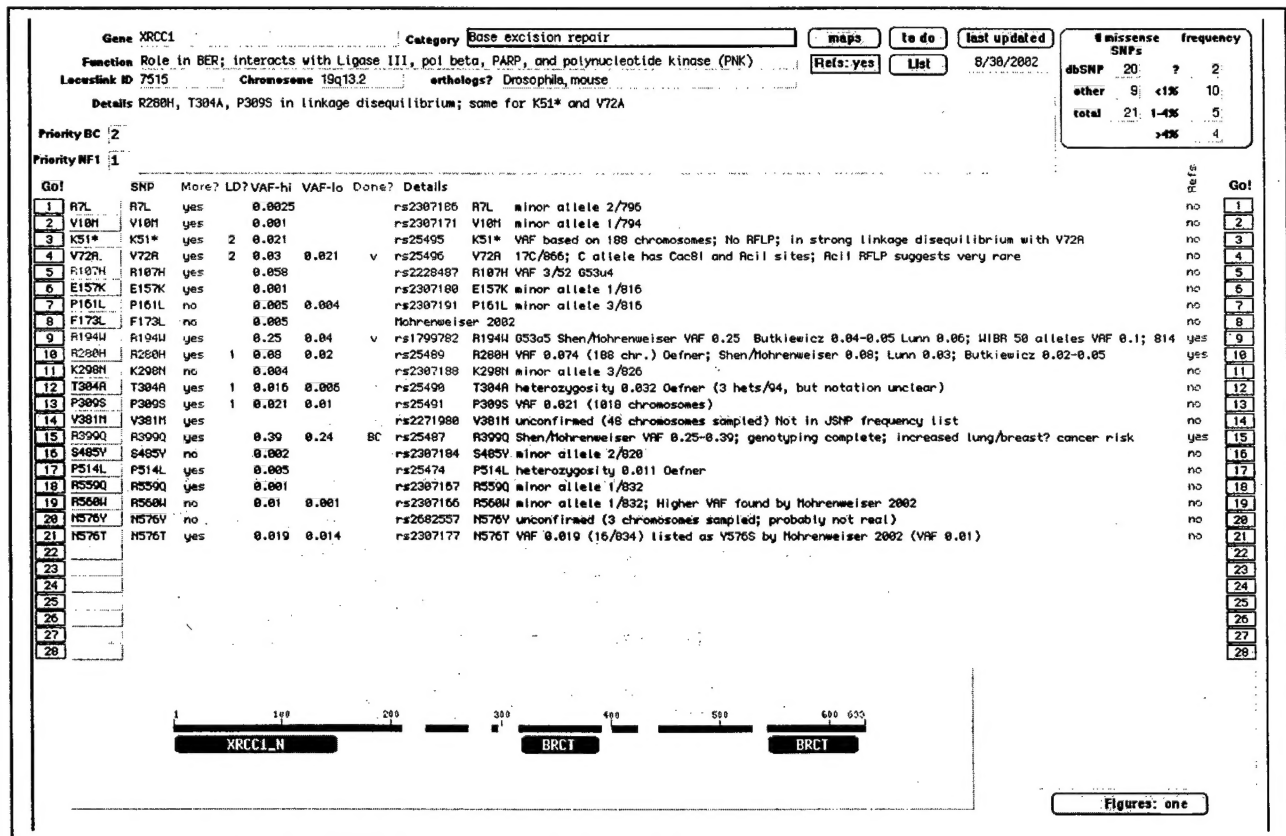 Gene XRCC1 Category Base excision repair maps to do last updated # missense SNPs frequency
Function Role in BER; interacts with Ligase III, pol beta, PARP, and polynucleotide kinase (PNK) Refs: yes List 8/30/2002 dbSNP 20 ? 2
Locuslink ID 7515 Chromosome 19q13.2 orthologs? Drosophila, mouse other 9 <1% 10
Details R280H, T304A, P309S in linkage disequilibrium; same for K51* and V72A total 21 1-4% 5
Priority BC 2 >4% 4
Priority NF1 1
Go! SNP More? LD? VAF-hi VAF-lo Done? Details Refs Go!
1 R7L R7L yes 0.0025 rs2307186 R7L minor allele 2/796 no 1
2 V10M V10M yes 0.001 rs2307171 V10M minor allele 1/794 no 2
3 K51* K51* yes 2 0.021 rs25495 K51* VAF based on 188 chromosomes; No RFLP; in strong linkage disequilibrium with V72A no 3
4 V72A V72A yes 2 0.03 0.021 v rs25496 V72A 17C/866; C allele has Cac8I and AciI sites; AciI RFLP suggests very rare no 4
5 R107H R107H yes 0.058 rs2228487 R107H VAF 3/52 G53u4 no 5
6 E157K E157K yes 0.001 rs2307180 E157K minor allele 1/816 no 6
7 P161L P161L no 0.005 0.004 rs2307191 P161L minor allele 3/816 no 7
8 F173L F173L no 0.005 Mohrenweiser 2002 no 8
9 R194W R194W yes 0.25 0.04 v rs1799782 R194W G53a5 Shen/Mohrenweiser VAF 0.25 Butkiewicz 0.04-0.05 Lunn 0.06; WIBR 50 alleles VAF 0.1; 814 yes 9
10 R280H R280H yes 1 0.08 0.02 rs25489 R280H VAF 0.074 (188 chr.) Oefner; Shen/Mohrenweiser 0.08; Lunn 0.03; Butkiewicz 0.02-0.05 yes 10
11 K298N K298N no 0.004 rs2307188 K298N minor allele 3/826 no 11
12 T304A T304A yes 1 0.016 0.006 rs25490 T304A heterozygosity 0.032 Oefner (3 hets/94, but notation unclear) no 12
13 P309S P309S yes 1 0.021 0.01 rs25491 P309S VAF 0.021 (1018 chromosomes) no 13
14 V381M V381M yes rs2271980 V381M unconfirmed (48 chromosomes sampled) Not in JSNP frequency list no 14
15 R399Q R399Q yes 0.39 0.24 BC rs25487 R399Q Shen/Mohrenweiser VAF 0.25-0.39; genotyping complete; increased lung/breast? cancer risk yes 15
16 S485Y S485Y no 0.002 rs2307184 S485Y minor allele 2/820 no 16
17 P514L P514L yes 0.005 rs25474 P514L heterozygosity 0.011 Oefner no 17
18 R559Q R559Q yes 0.001 rs2307167 R559Q minor allele 1/832 no 18
19 R560W R560W no 0.01 0.001 rs2307166 R560W minor allele 1/832; Higher VAF found by Mohrenweiser 2002 no 19
20 N576Y N576Y no rs2682557 N576Y unconfirmed (3 chromosomes sampled; probably not real) no 20
21 N576T N576T yes 0.019 0.014 rs2307177 N576T VAF 0.019 (16/834) listed as Y576S by Mohrenweiser 2002 (VAF 0.01) no 21
22 22
23 23
24 24
25 25
26 26
27 27
28 28
1 100 200 300 400 500 600 633
XRCC1_N BRCT BRCT
Figures: one